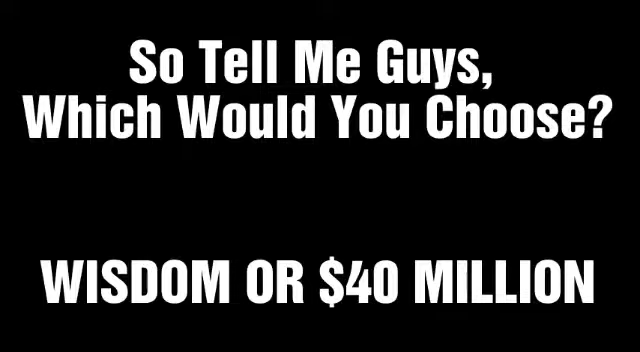 So Tell Me Guys,
Which Would You Choose?
WISDOM OR $40 MILLION